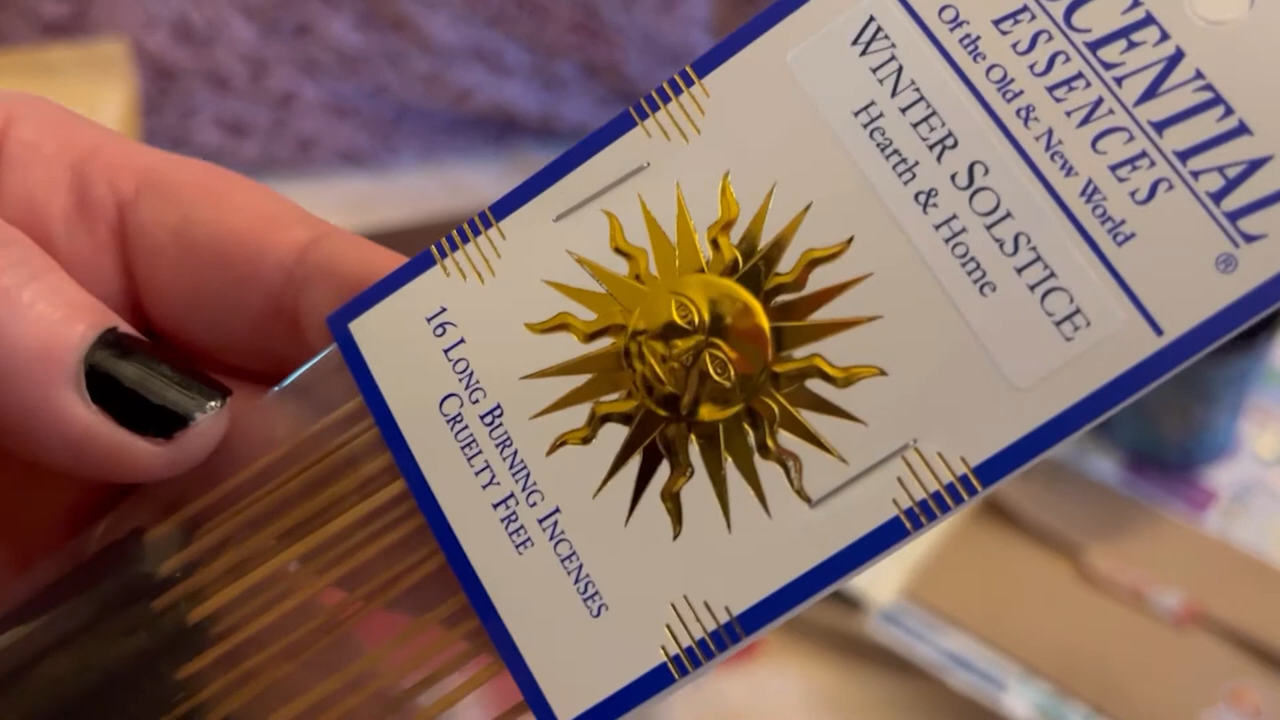 ESSENCES
Of the Old & New World
®
WINTER SOLSTICE
Hearth & Home
16 LONG BURNING INCENSES
CRUELTY FREE